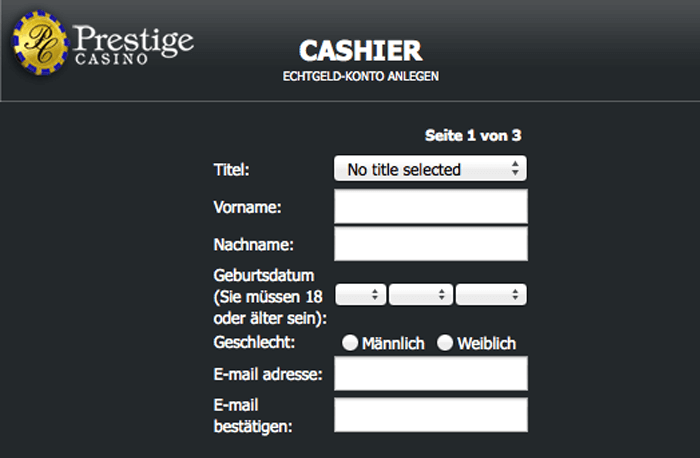 PC Prestige
CASINO
CASHIER
ECHTGELD-KONTO ANLEGEN
Seite 1 von 3
Titel: No title selected
Vorname:
Nachname:
Geburtsdatum
(Sie müssen 18
oder älter sein):
Geschlecht: Männlich Weiblich
E-mail adresse:
E-mail
bestätigen: